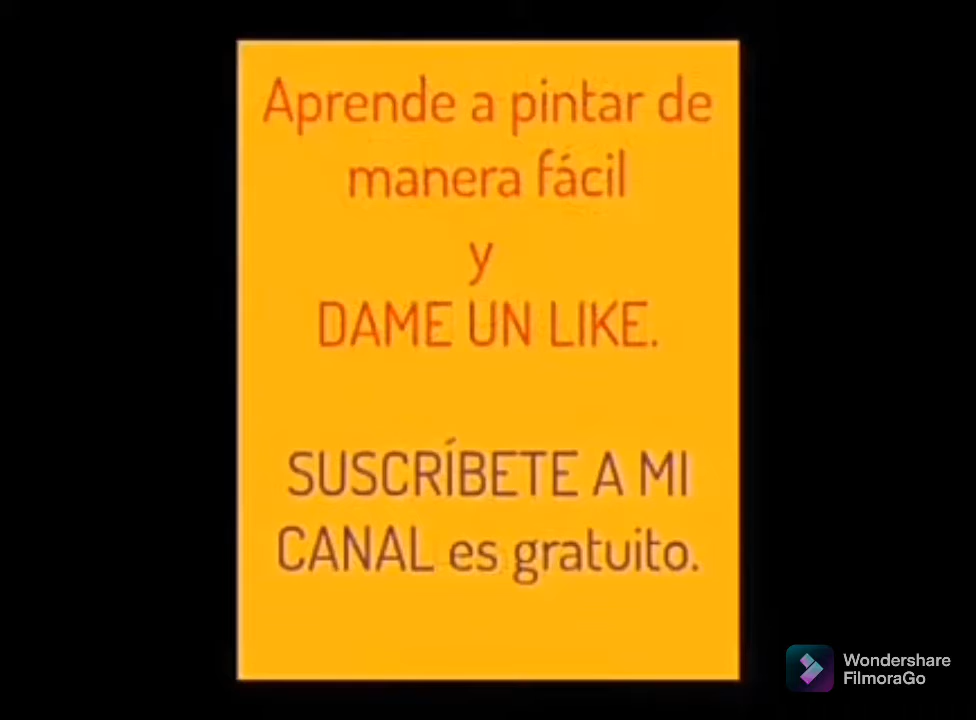 Aprende a pintar de
manera fácil
y
DAME UN LIKE.
SUSCRÍBETE A MI
CANAL es gratuito.
Wondershare
FilmoraGo